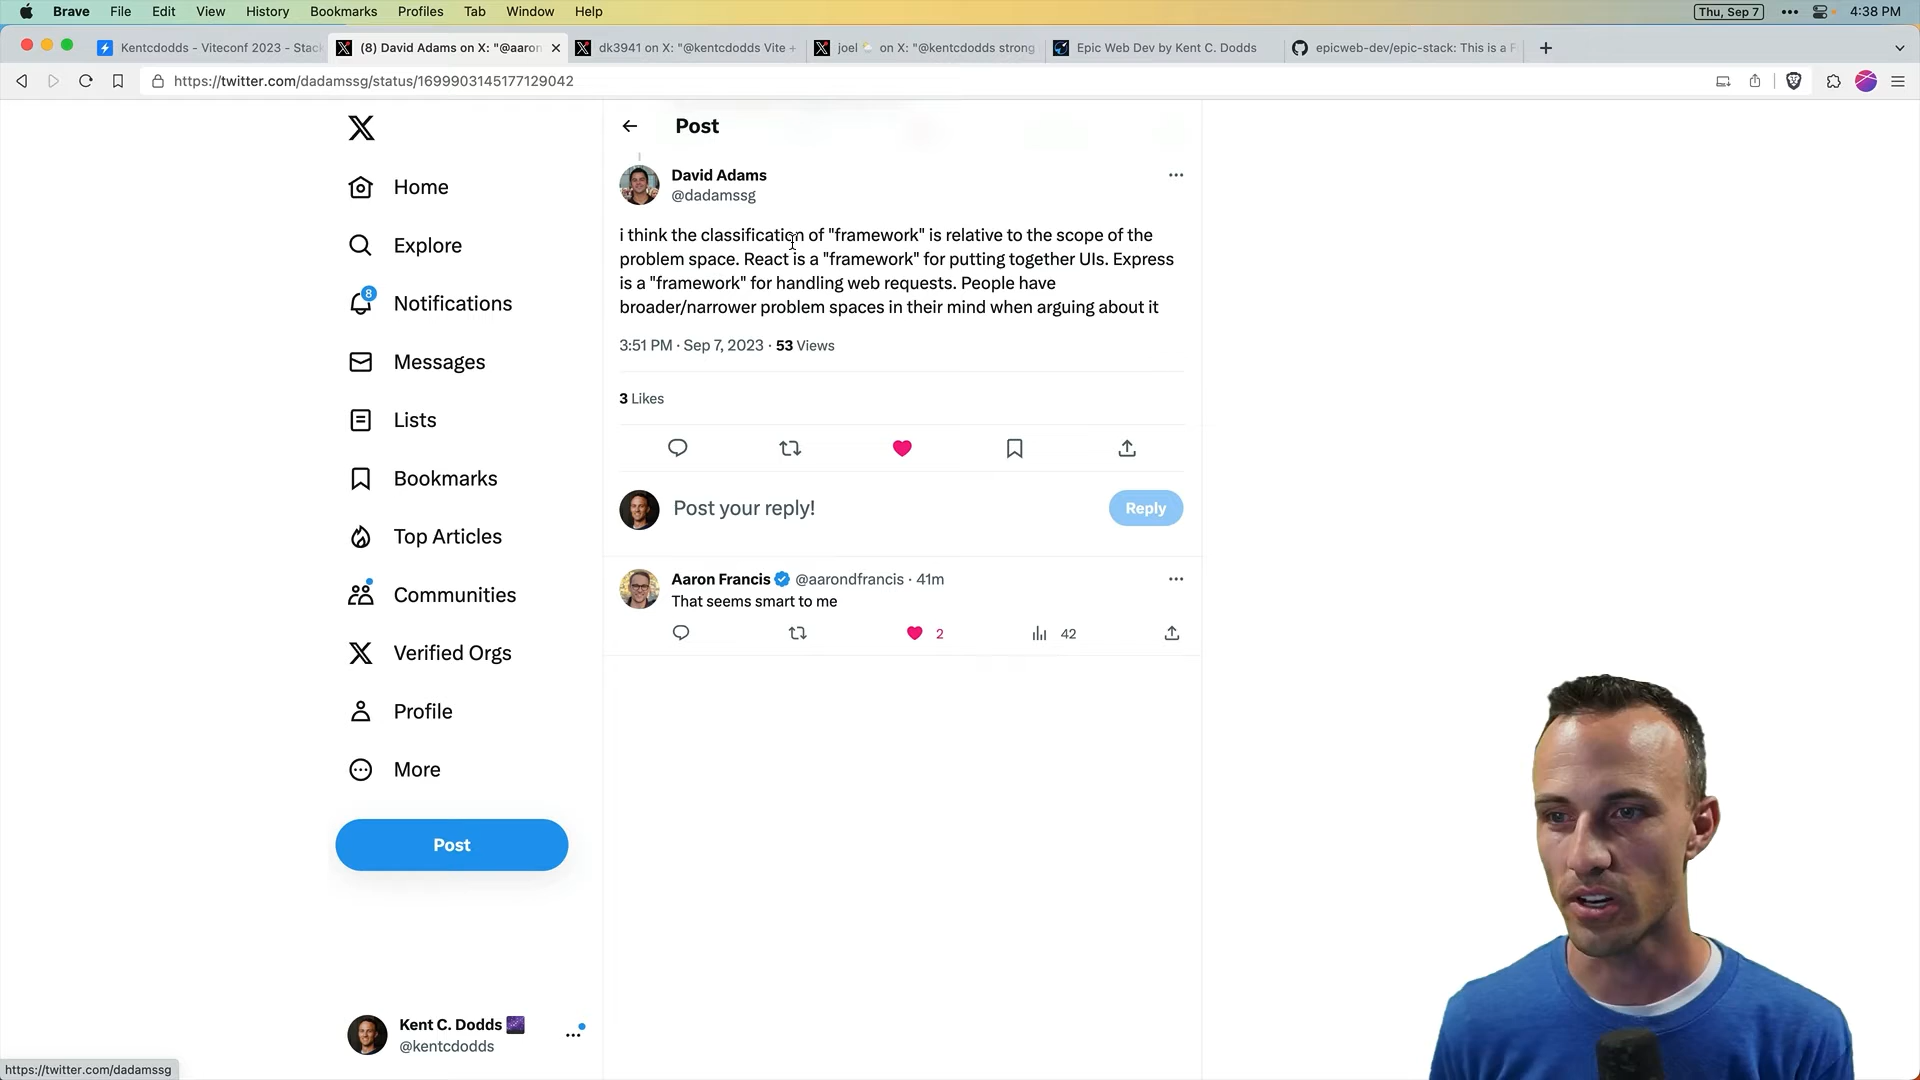 Brave File Edit View History Bookmarks Profiles Tab Window Help Thu, Sep 7 4:38 PM
Kentcdodds - Viteconf 2023 - Stac
(8) David Adams on X: "@aaron
dk3941 on X: "@kentcdodds Vite +
joel on X: "@kentcdodds strong
Epic Web Dev by Kent C. Dodds
epicweb-dev/epic-stack: This is a F
https://twitter.com/dadamssg/status/1699903145177129042
Home
Explore
8
Notifications
Messages
Lists
Bookmarks
Top Articles
Communities
Verified Orgs
Profile
More
Post
Kent C. Dodds
@kentcdodds
Post
David Adams
@dadamssg
i think the classification of "framework" is relative to the scope of the
problem space. React is a "framework" for putting together UIs. Express
is a "framework" for handling web requests. People have
broader/narrower problem spaces in their mind when arguing about it
3:51 PM · Sep 7, 2023 · 53 Views
3 Likes
Post your reply!
Reply
Aaron Francis @aarondfrancis · 41m
That seems smart to me
2 42
https://twitter.com/dadamssg